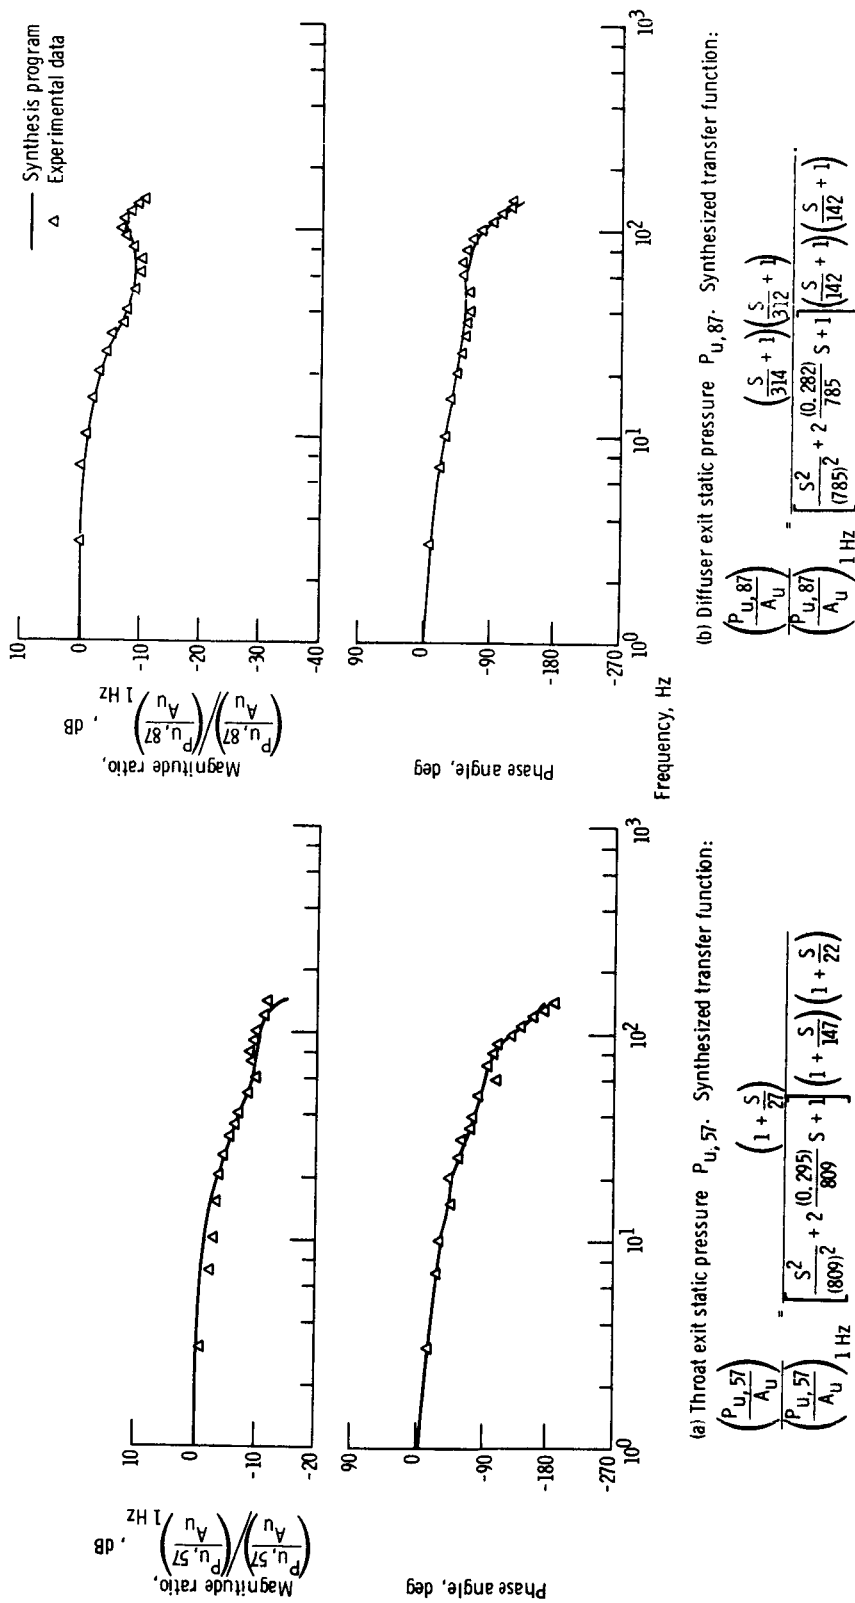 10
0
-10
-20
Magnitude ratio,
(P_u, 57 / A_u) / (P_u, 57 / A_u)_1 Hz , dB
90
0
-90
-180
-270
Phase angle, deg
10^0
10^1
10^2
10^3
(a) Throat exit static pressure P_u, 57. Synthesized transfer function:
(P_u, 57 / A_u) / (P_u, 57 / A_u)_1 Hz = (1 + S/27) / [S^2/(809)^2 + 2 (0.295)/809 S + 1] (1 + S/147) (1 + S/22)
Synthesis program
Experimental data
10
0
-10
-20
-30
-40
Magnitude ratio,
(P_u, 87 / A_u) / (P_u, 87 / A_u)_1 Hz , dB
90
0
-90
-180
-270
Phase angle, deg
10^0
10^1
10^2
10^3
Frequency, Hz
(b) Diffuser exit static pressure P_u, 87. Synthesized transfer function:
(P_u, 87 / A_u) / (P_u, 87 / A_u)_1 Hz = (S/314 + 1) (S/312 + 1) / [S^2/(785)^2 + 2 (0.282)/785 S + 1] (S/142 + 1) (S/142 + 1)